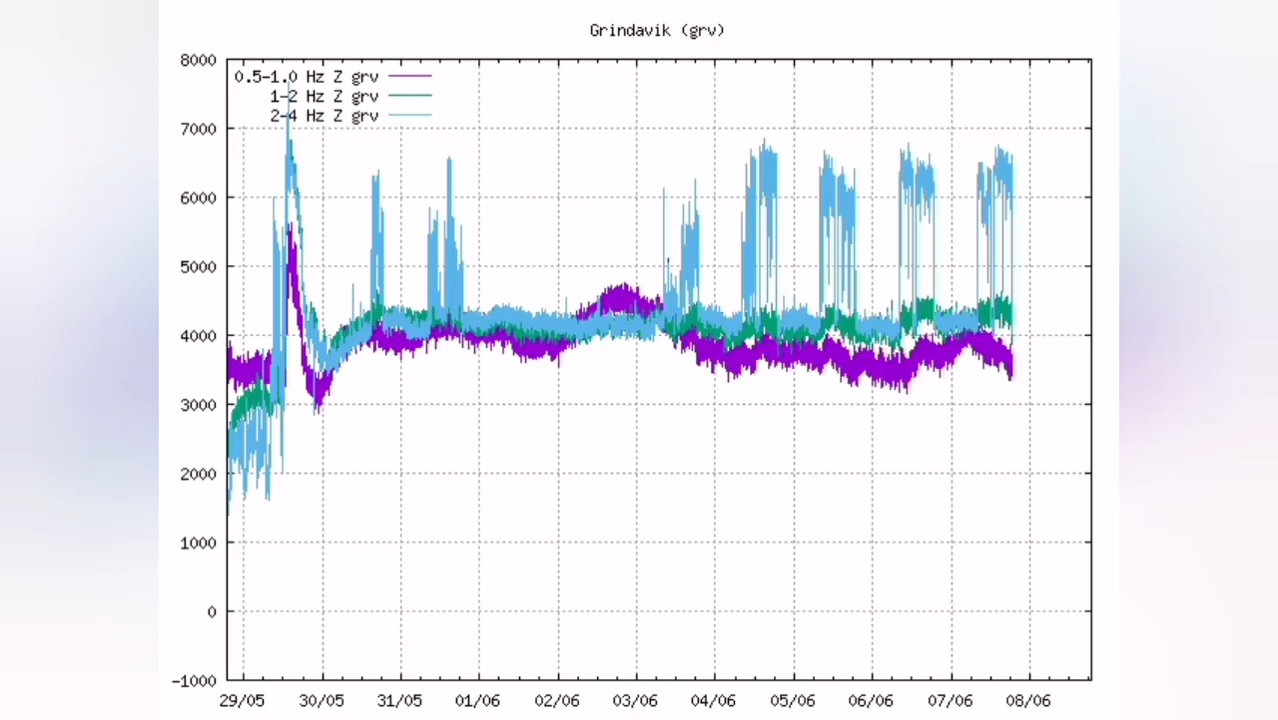 Grindavik (grv)
8000
0.5-1.0 Hz Z grv
1-2 Hz Z grv
2-4 Hz Z grv
7000
6000
5000
4000
3000
2000
1000
0
-1000
29/05 30/05 31/05 01/06 02/06 03/06 04/06 05/06 06/06 07/06 08/06